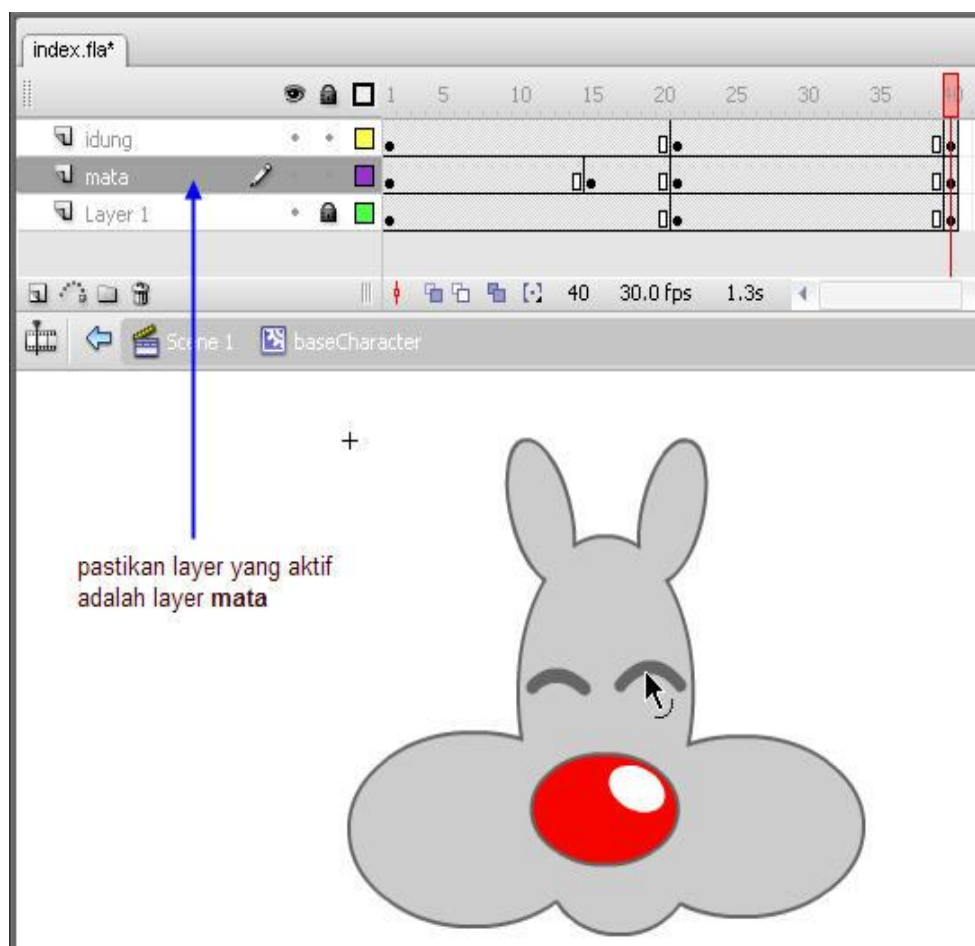 index.fla*
1 5 10 15 20 25 30 35 40
idung
mata
Layer 1
40 30.0 fps 1.3s
Scene 1 baseCharacter
pastikan layer yang aktif
adalah layer mata